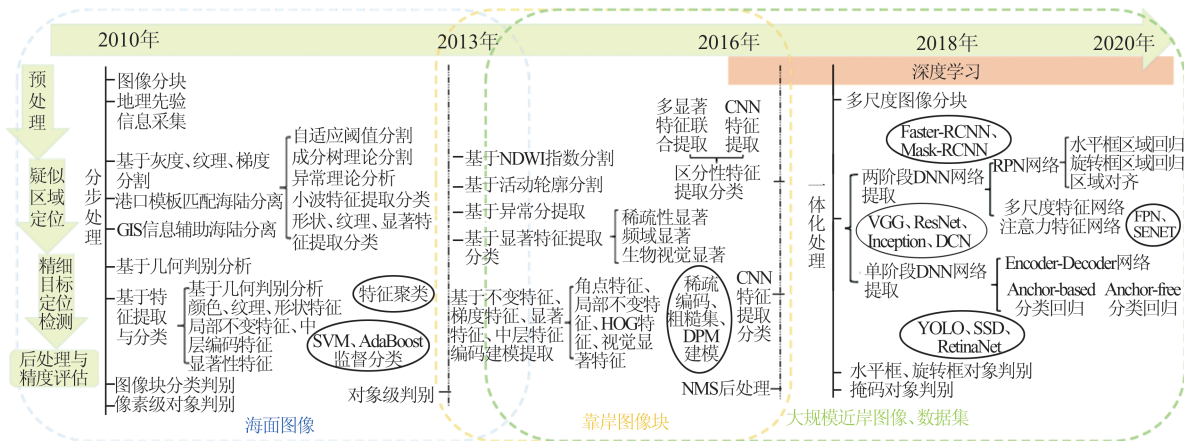 2010年
2013年
2016年
2018年
2020年
深度学习
预
处
理
疑似
区域
定位
精细
目标
定位
检测
后处理与
精度评估
分
步
处
理
图像分块
地理先验
信息采集
基于灰度、纹理、梯度
分割
港口模板匹配海陆分离
GIS信息辅助海陆分离
自适应阈值分割
成分树理论分割
异常理论分析
小波特征提取分类
形状、纹理、显著特
征提取分类
基于几何判别分析
基于特
征提取
与分类
基于几何判别分析
颜色、纹理、形状特征
局部不变特征、中
层编码特征
显著性特征
特征聚类
SVM、AdaBoost
监督分类
图像块分类判别
像素级对象判别
海面图像
基于NDWI指数分割
基于活动轮廓分割
基于异常分提取
基于显著特征提取
分类
稀疏性显著
频域显著
生物视觉显著
多显著
特征联
合提取
CNN
特征
提取
区分性特征
提取分类
基于不变特征、
梯度特征、显著
特征、中层特征
编码建模提取
角点特征、
局部不变特
征、HOG特
征、视觉显
著特征
稀疏
编码、
粗糙集、
DPM
建模
CNN
特征
提取
分类
对象级判别
NMS后处理
靠岸图像块
一
体
化
处
理
多尺度图像分块
Faster-RCNN、
Mask-RCNN
两阶段DNN网络
提取
RPN网络
水平框区域回归
旋转框区域回归
区域对齐
VGG、ResNet、
Inception、DCN
多尺度特征网络
注意力特征网络
FPN、
SENET
单阶段DNN网络
提取
Encoder-Decoder网络
Anchor-based
分类回归
Anchor-free
分类回归
YOLO、SSD、
RetinaNet
水平框、旋转框对象判别
掩码对象判别
大规模近岸图像、数据集